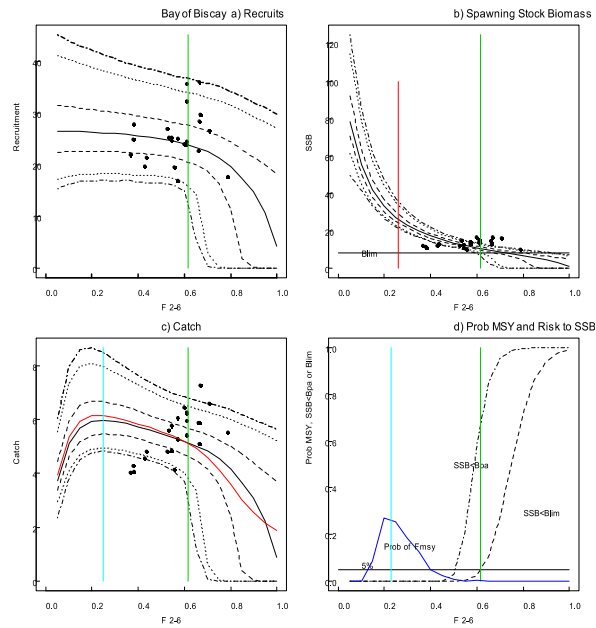 Bay of Biscay a) Recruits
Recruitment
0
10
20
30
40
0.0 0.2 0.4 0.6 0.8 1.0
F 2-6
b) Spawning Stock Biomass
SSB
0
20
40
60
80
100
120
Blim
0.0 0.2 0.4 0.6 0.8 1.0
F 2-6
c) Catch
Catch
0
2
4
6
8
0.0 0.2 0.4 0.6 0.8 1.0
F 2-6
d) Prob MSY and Risk to SSB
Prob MSY, SSB<Bpa or Blim
0.0
0.2
0.4
0.6
0.8
1.0
SSB<Bpa
SSB<Blim
Prob of Fmsy
5%
0.0 0.2 0.4 0.6 0.8 1.0
F 2-6